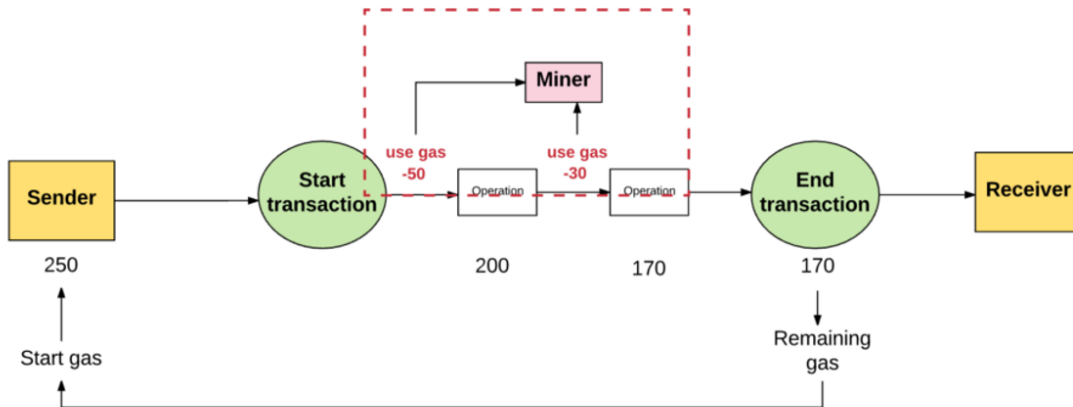 Miner
use gas
-50
use gas
-30
Sender
Start
transaction
Operation
Operation
End
transaction
Receiver
250
200
170
170
Start gas
Remaining
gas